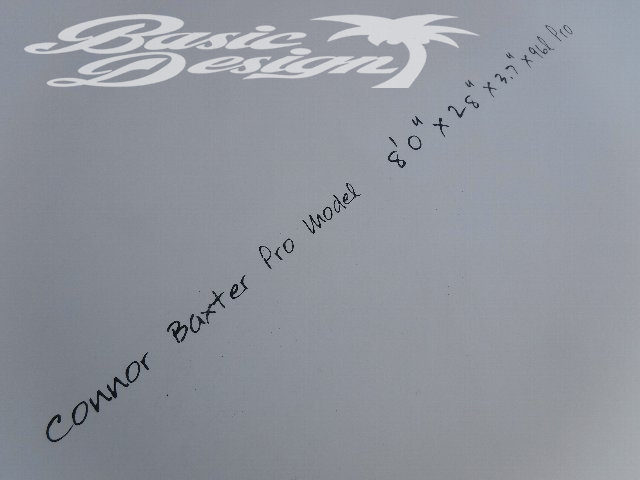 Basic
Design
Connor Baxter Pro Model 8'0" x 28" x 3.7" x 96L Pro